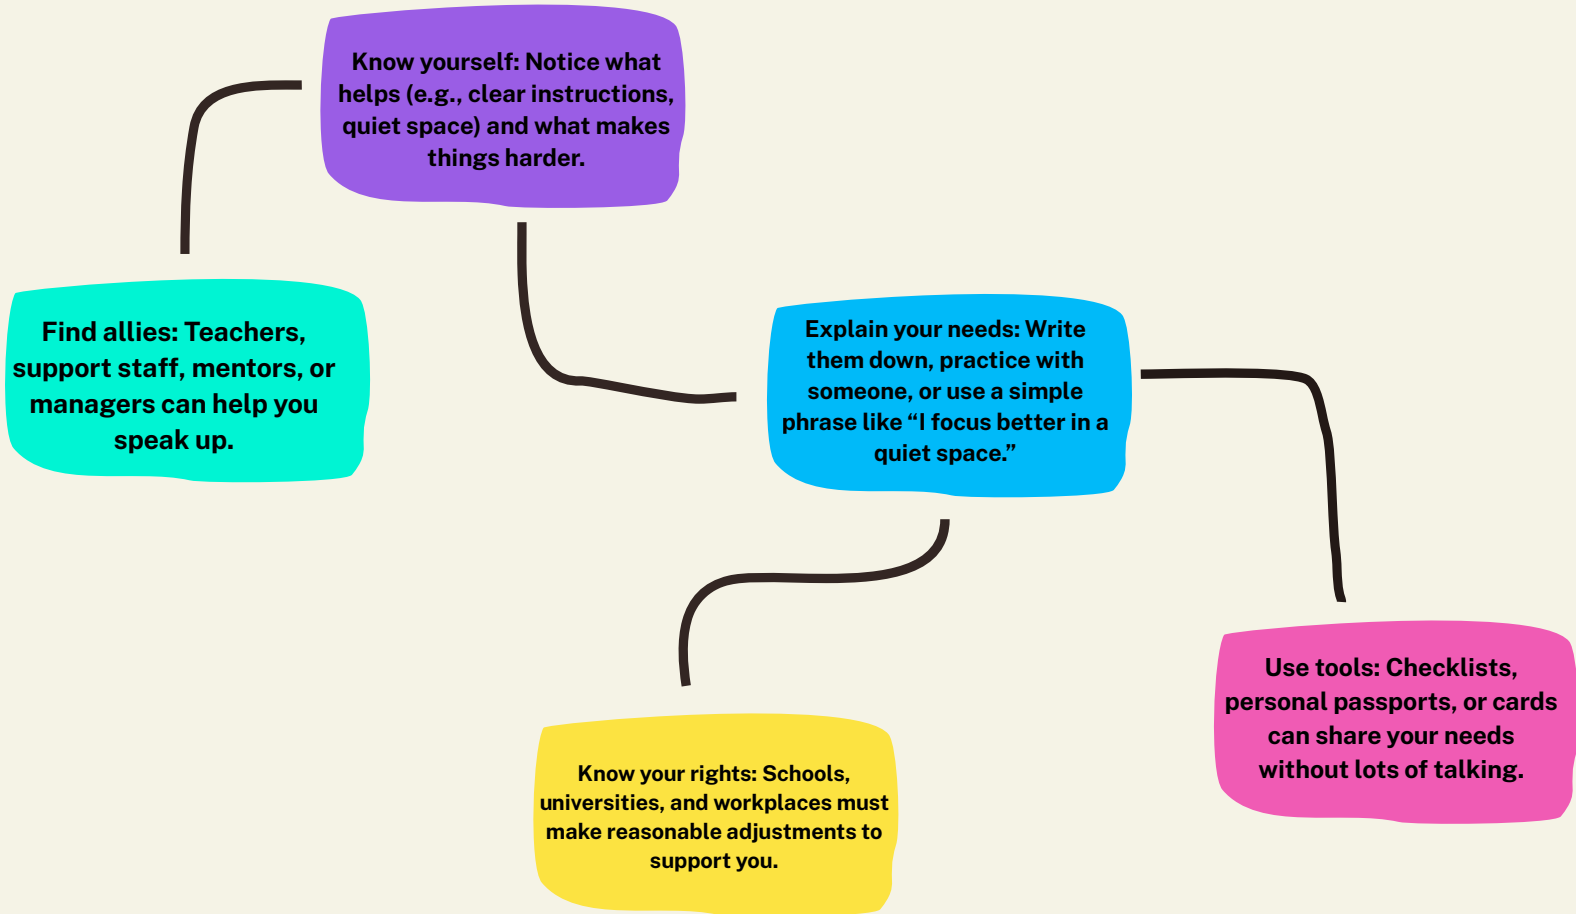 Know yourself: Notice what
helps (e.g., clear instructions,
quiet space) and what makes
things harder.
Find allies: Teachers,
support staff, mentors, or
managers can help you
speak up.
Explain your needs: Write
them down, practice with
someone, or use a simple
phrase like “I focus better in a
quiet space.”
Use tools: Checklists,
personal passports, or cards
can share your needs
without lots of talking.
Know your rights: Schools,
universities, and workplaces must
make reasonable adjustments to
support you.